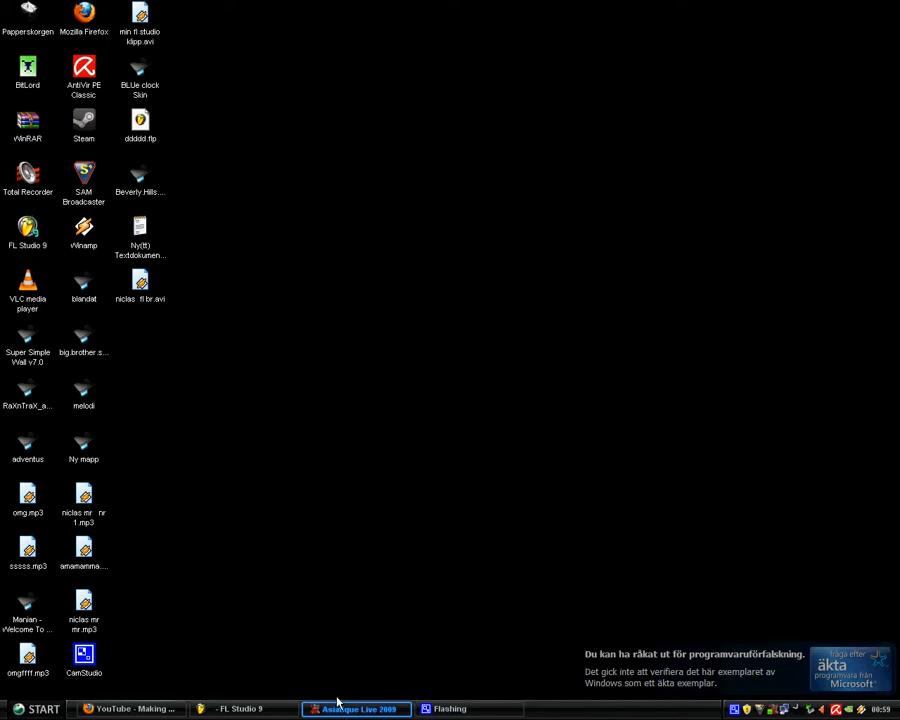 Papperskorgen
Mozilla Firefox
min fl studio
klipp.avi
BitLord
AntiVir PE
Classic
BLUe clock
Skin
WinRAR
Steam
ddddd.flp
Total Recorder
SAM
Broadcaster
Beverly.Hills....
FL Studio 9
Winamp
Ny(tt)
Textdokumen...
VLC media
player
blandat
niclas fl br.avi
Super Simple
Wall v7.0
big.brother.s...
RaXnTraX_a...
melodi
adventus
Ny mapp
omg.mp3
niclas mr nr
1.mp3
sssss.mp3
amamamma....
Manian -
Welcome To ...
niclas mr
mr.mp3
omgffff.mp3
CamStudio
Du kan ha råkat ut för programvaruförfalskning.
Det gick inte att verifiera det här exemplaret av
Windows som ett äkta exemplar.
fråga efter
äkta
programvara från
Microsoft
START
YouTube - Making ...
- FL Studio 9
Asiatique Live 2009
Flashing
00:59